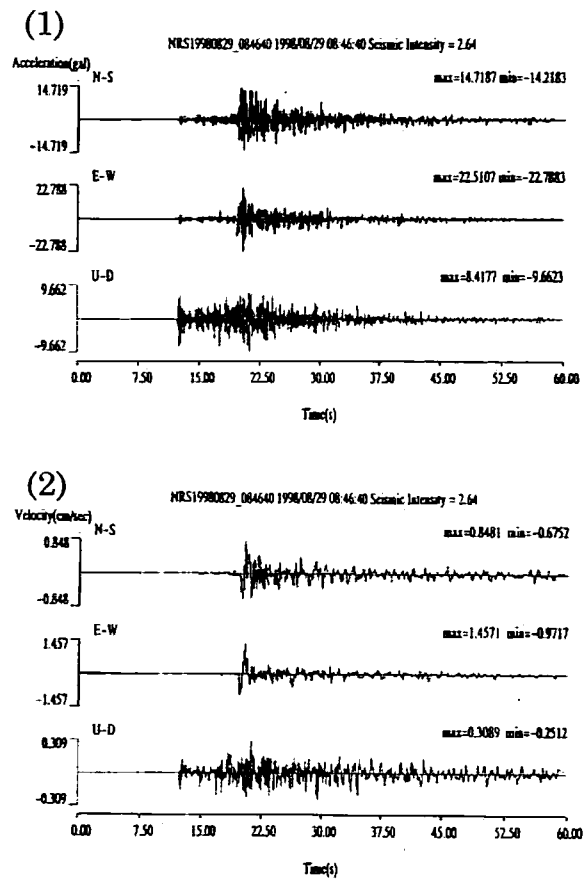 (1)
NRS19980829_084640 1998/08/29 08:46:40 Seismic Intensity = 2.64
Acceleration(gal)
N-S
max=14.7187 min=-14.2183
14.719
-14.719
E-W
max=22.5107 min=-22.7883
22.788
-22.788
U-D
max=8.4177 min=-9.6623
9.662
-9.662
0.00 7.50 15.00 22.50 30.00 37.50 45.00 52.50 60.00
Time(s)
(2)
NRS19980829_084640 1998/08/29 08:46:40 Seismic Intensity = 2.64
Velocity(cm/sec)
N-S
max=0.8481 min=-0.6752
0.848
-0.848
E-W
max=1.4571 min=-0.9717
1.457
-1.457
U-D
max=0.3089 min=-0.2512
0.309
-0.309
0.00 7.50 15.00 22.50 30.00 37.50 45.00 52.50 60.00
Time(s)